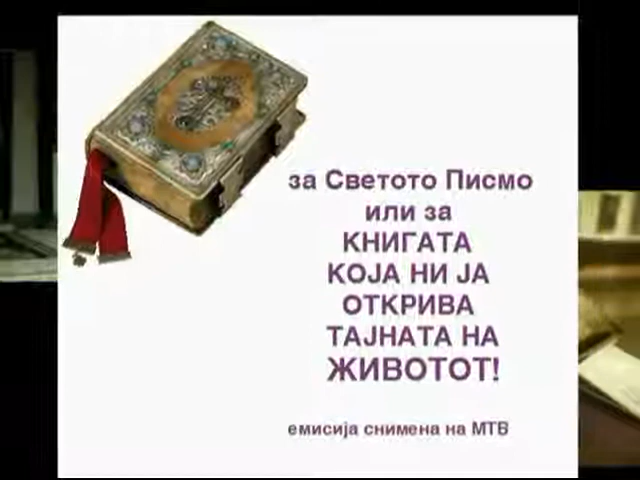 за Светото Писмо
или за
КНИГАТА
КОЈА НИ ЈА
ОТКРИВА
ТАЈНАТА НА
ЖИВОТОТ!
емисија снимена на МТВ